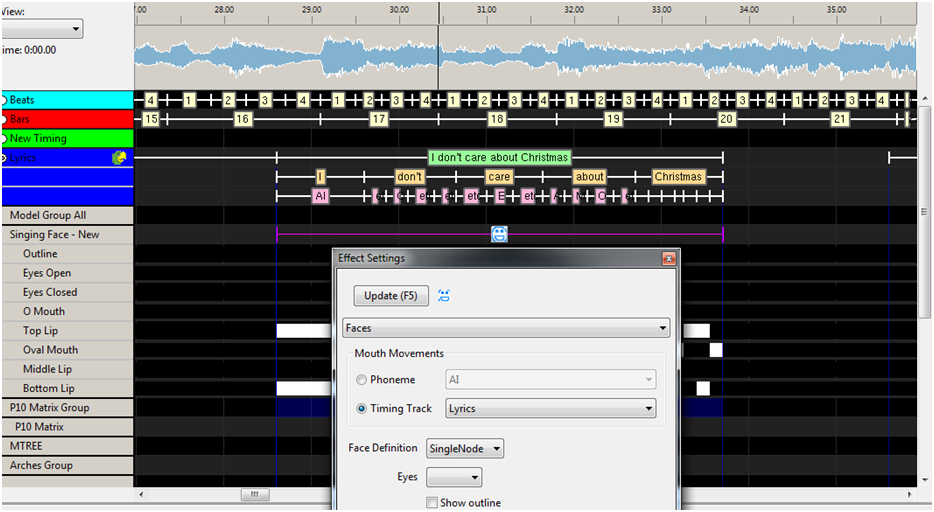 View:
27.00 28.00 29.00 30.00 31.00 32.00 33.00 34.00 35.00
ime: 0:00.00
Beats 4 1 2 3 4 1 2 3 4 1 2 3 4 1 2 3 4 1 2 3 4 1 2 3 4
Bars 15 16 17 18 19 20 21
New Timing
Lyrics I don't care about Christmas
I don't care about Christmas
AI e et E et O
Model Group All
Singing Face - New
Effect Settings
Outline
Eyes Open
Update (F5)
Eyes Closed
O Mouth
Top Lip
Faces
Oval Mouth
Mouth Movements
Middle Lip
Phoneme AI
Bottom Lip
P10 Matrix Group
Timing Track Lyrics
P10 Matrix
MTREE
Face Definition SingleNode
Arches Group
Eyes
Show outline